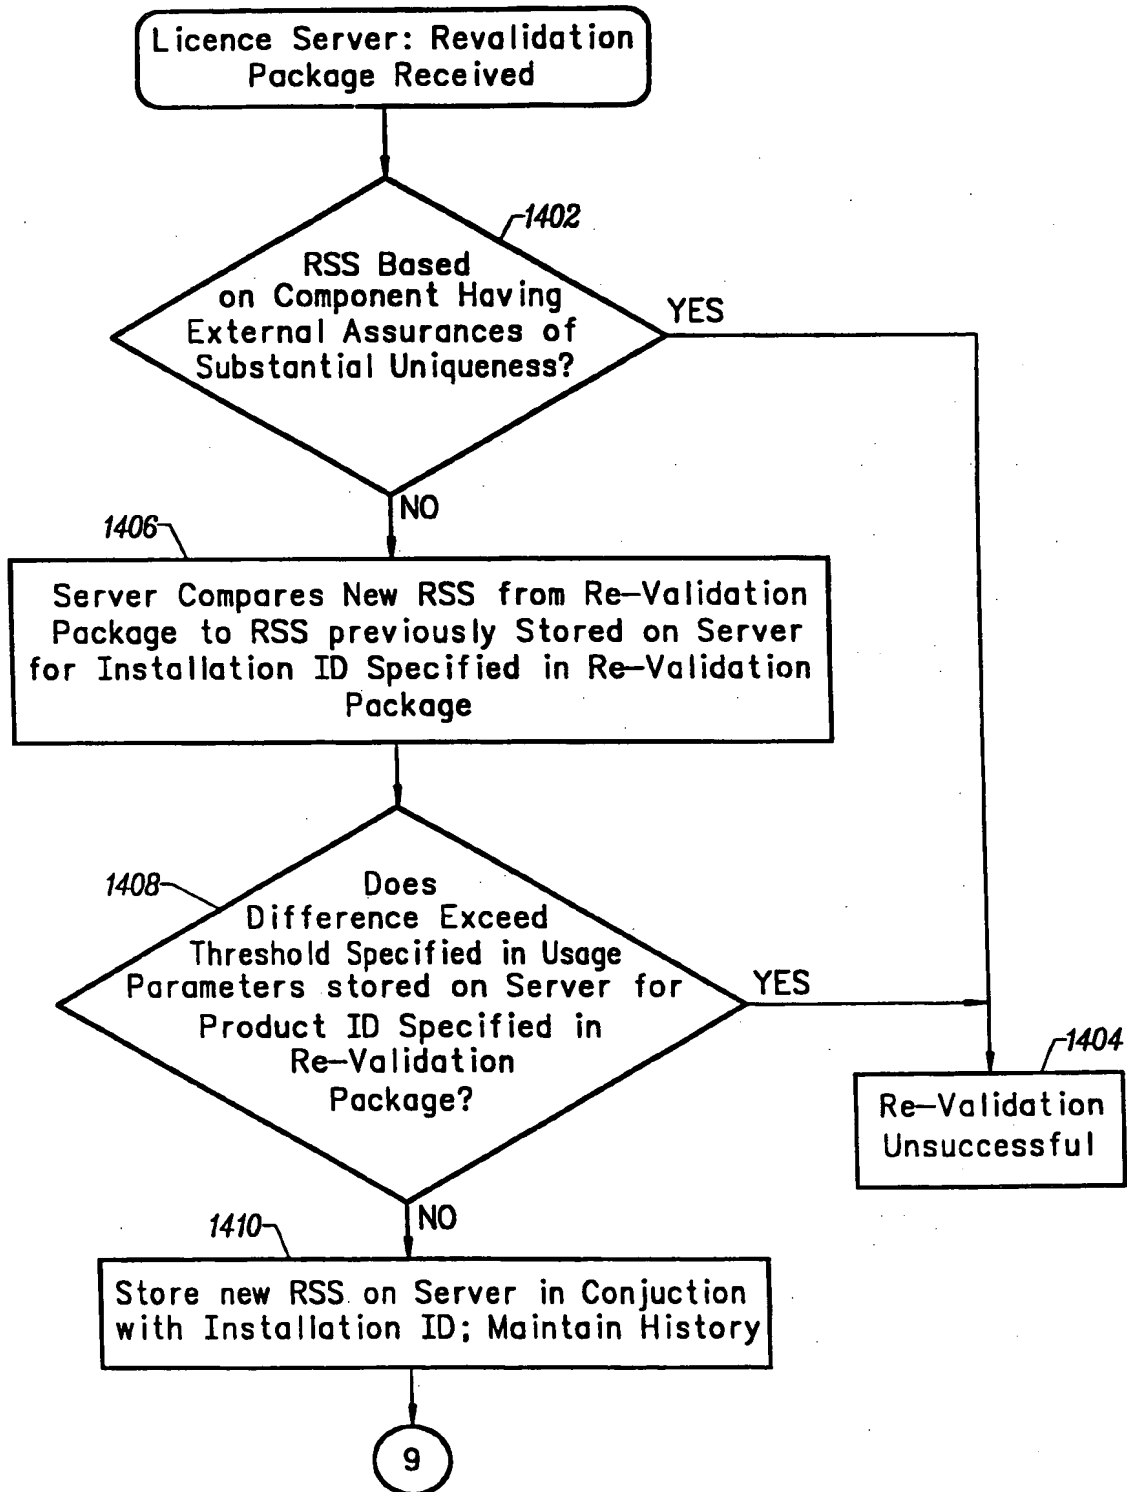 Licence Server: Revalidation
Package Received
1402
RSS Based
on Component Having
External Assurances of
Substantial Uniqueness?
YES
NO
1406
Server Compares New RSS from Re-Validation
Package to RSS previously Stored on Server
for Installation ID Specified in Re-Validation
Package
1408
Does
Difference Exceed
Threshold Specified in Usage
Parameters stored on Server for
Product ID Specified in
Re-Validation
Package?
YES
1404
Re-Validation
Unsuccessful
NO
1410
Store new RSS on Server in Conjuction
with Installation ID; Maintain History
9